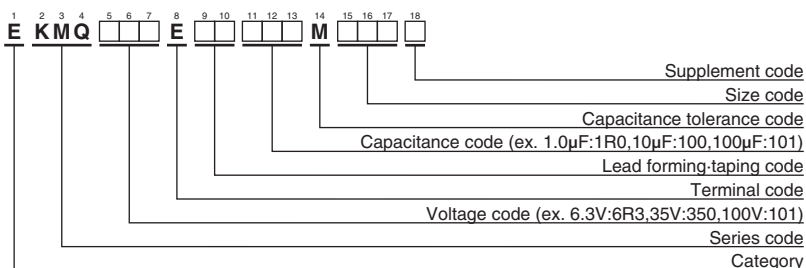 1 2 3 4 5 6 7 8 9 10 11 12 13 14 15 16 17 18
E KMQ □□□ E □□ □□□ M □□□ □
Supplement code
Size code
Capacitance tolerance code
Capacitance code (ex. 1.0µF:1R0,10µF:100,100µF:101)
Lead forming·taping code
Terminal code
Voltage code (ex. 6.3V:6R3,35V:350,100V:101)
Series code
Category